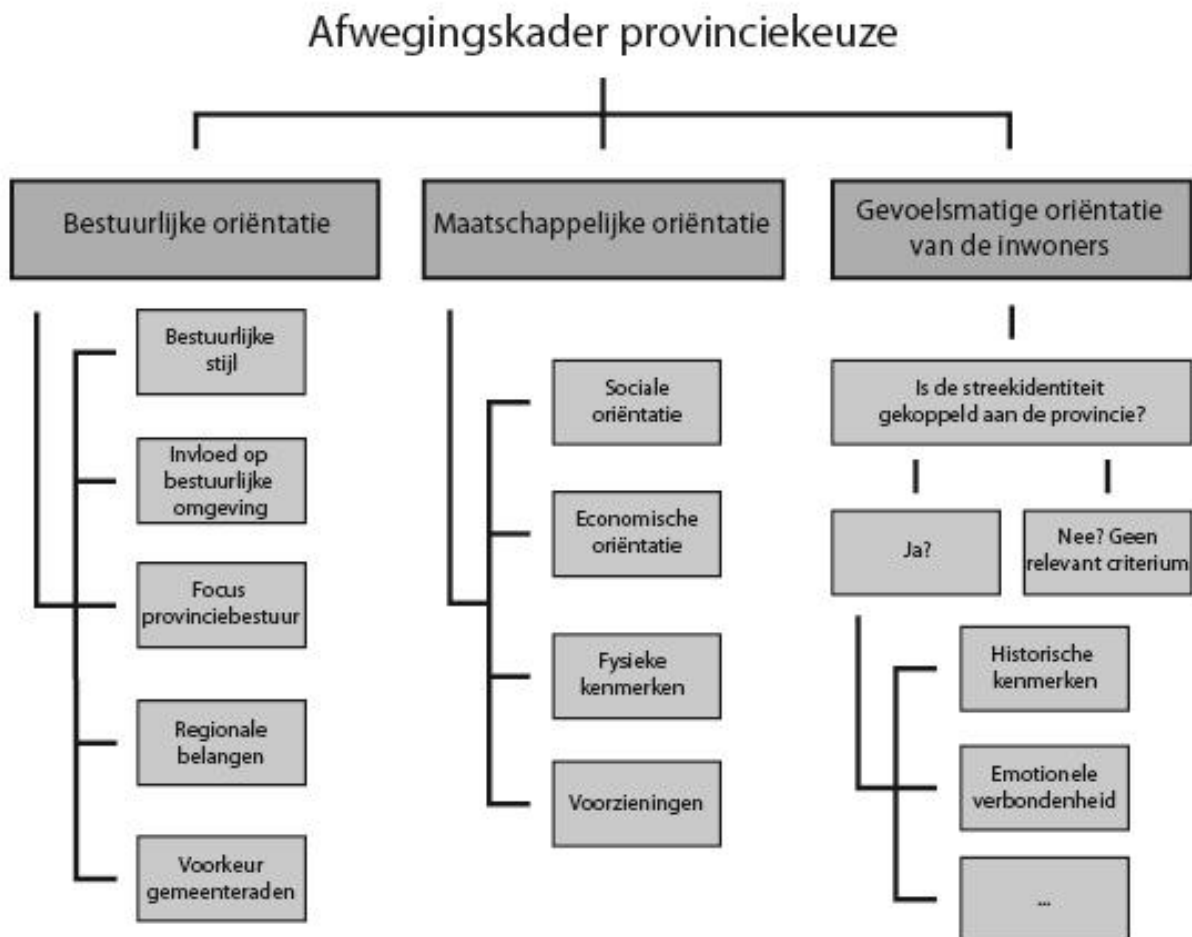 Afwegingskader provinciekeuze
Bestuurlijke oriëntatie
Bestuurlijke
stijl
Invloed op
bestuurlijke
omgeving
Focus
provinciebestuur
Regionale
belangen
Voorkeur
gemeenteraden
Maatschappelijke oriëntatie
Sociale
oriëntatie
Economische
oriëntatie
Fysieke
kenmerken
Voorzieningen
Gevoelsmatige oriëntatie
van de inwoners
Is de streekidentiteit
gekoppeld aan de provincie?
Ja?
Nee? Geen
relevant criterium
Historische
kenmerken
Emotionele
verbondenheid
...